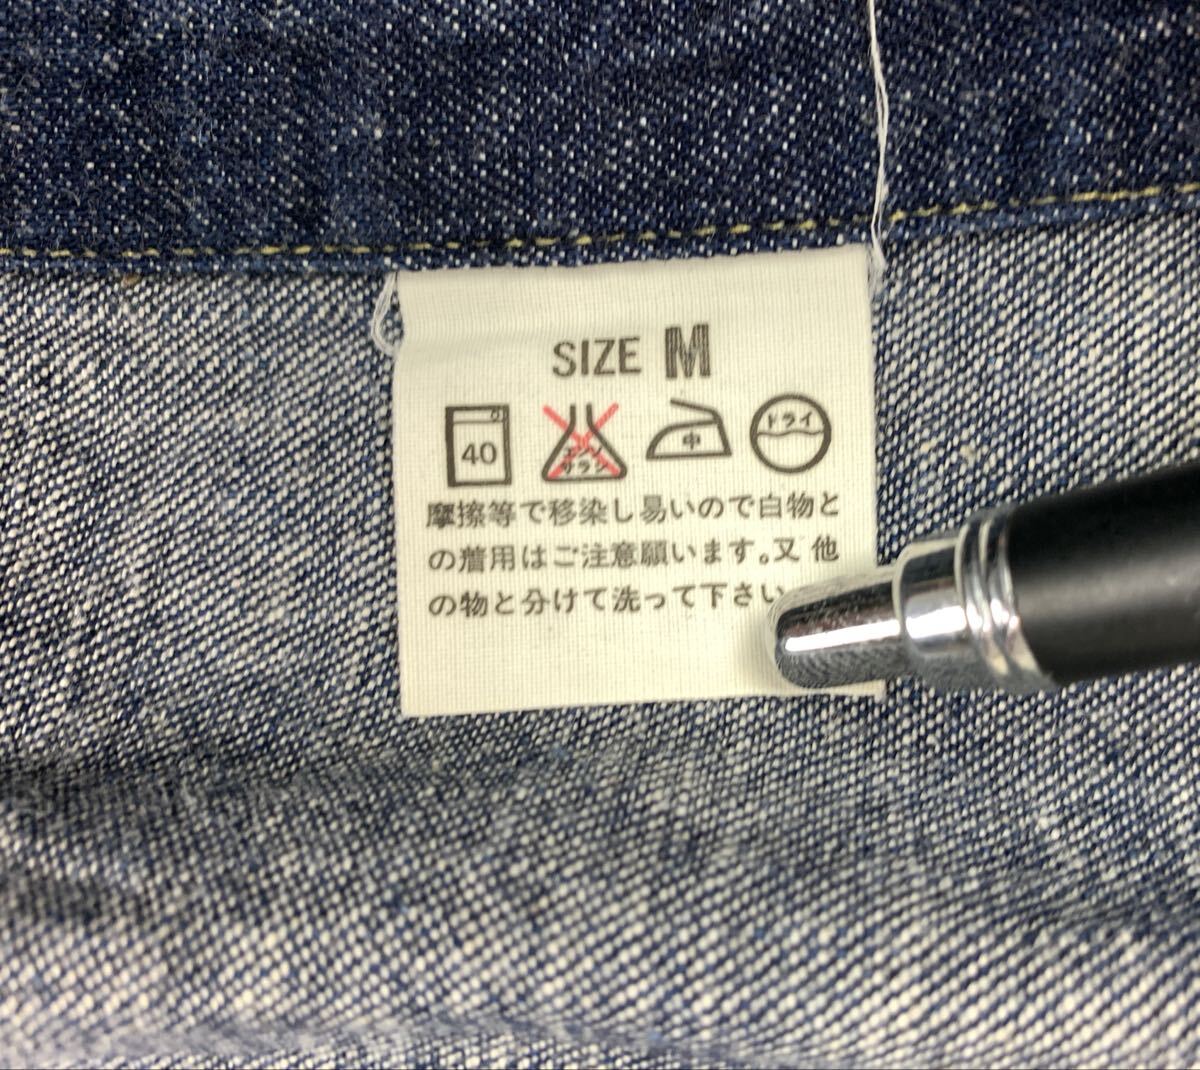 SIZE M
40 エンソ サラシ 中 ドライ
摩擦等で移染し易いので白物と
の着用はご注意願います。又 他
の物と分けて洗って下さい